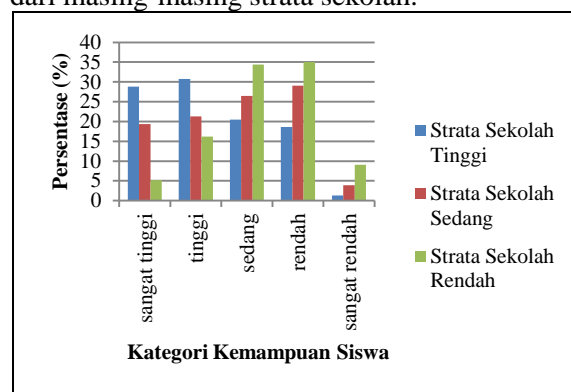 dari masing-masing strata sekolah.
40
35
30
25
20
15
10
5
0
Persentase (%)
sangat tinggi
tinggi
sedang
rendah
sangat rendah
Kategori Kemampuan Siswa
Strata Sekolah
Tinggi
Strata Sekolah
Sedang
Strata Sekolah
Rendah